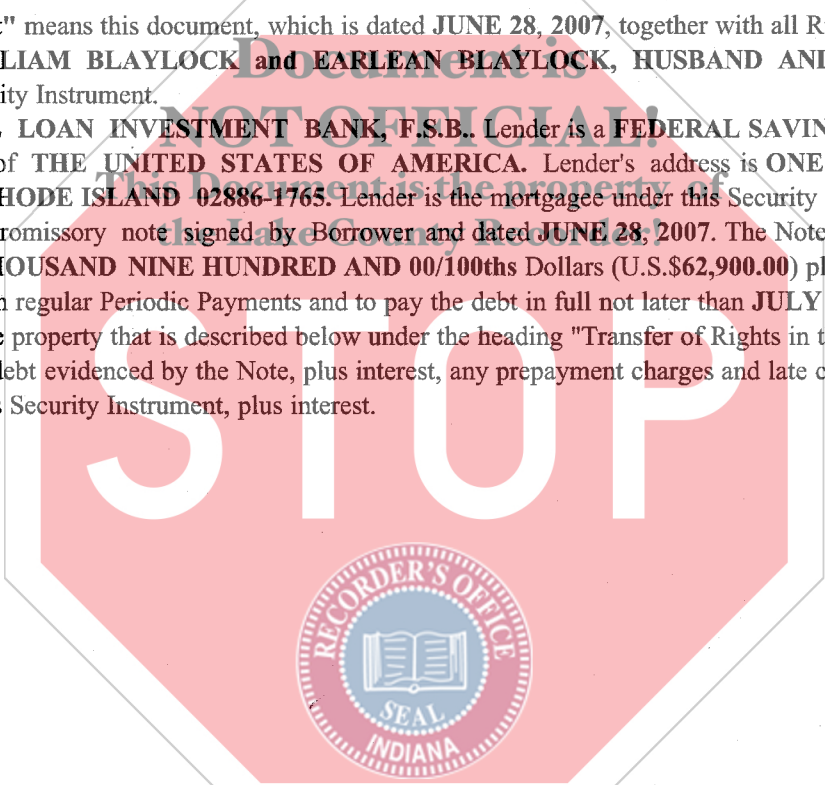 t" means this document, which is dated JUNE 28, 2007, together with all R
LIAM BLAYLOCK and EARLEAN BLAYLOCK, HUSBAND AND
ity Instrument.
LOAN INVESTMENT BANK, F.S.B.. Lender is a FEDERAL SAVIN
of THE UNITED STATES OF AMERICA. Lender's address is ONE
HODE ISLAND 02886-1765. Lender is the mortgagee under this Security
romissory note signed by Borrower and dated JUNE 28, 2007. The Note
HOUSAND NINE HUNDRED AND 00/100ths Dollars (U.S.$62,900.00) pl
n regular Periodic Payments and to pay the debt in full not later than JULY
e property that is described below under the heading "Transfer of Rights in t
lebt evidenced by the Note, plus interest, any prepayment charges and late c
s Security Instrument, plus interest.
Document is
NOT OFFICIAL!
This Document is the property of
the Lake County Recorder!
STOP
RECORDER'S OFFICE
SEAL
INDIANA